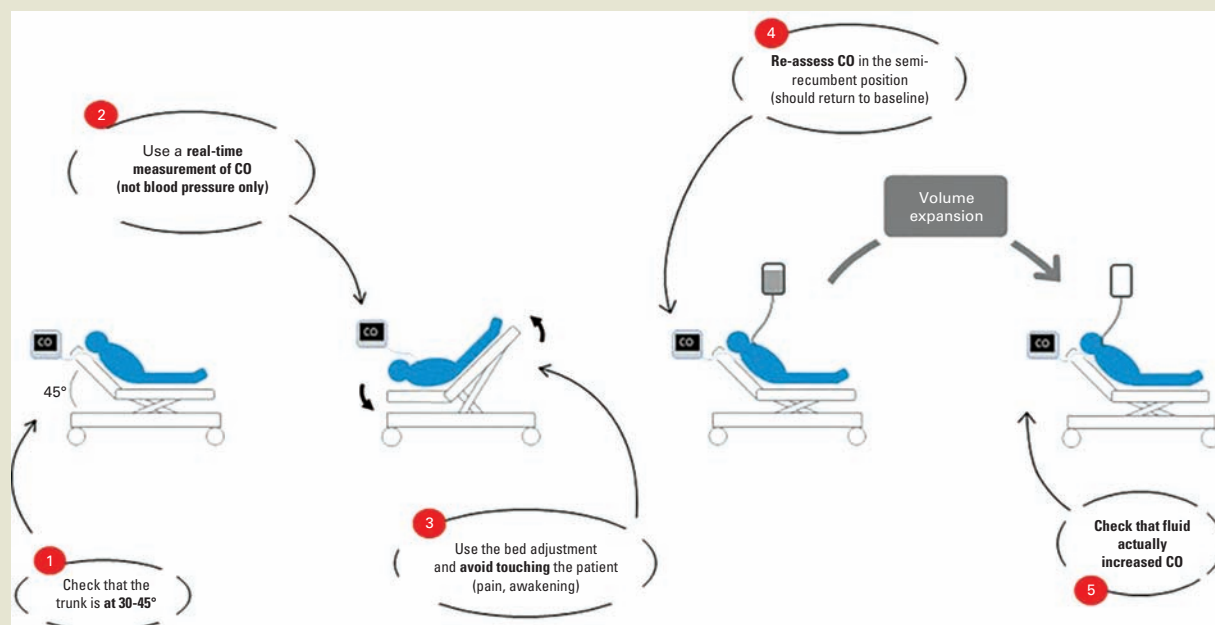 1
Check that the
trunk is at 30-45°
45°
CO
2
Use a real-time
measurement of CO
(not blood pressure only)
CO
3
Use the bed adjustment
and avoid touching the patient
(pain, awakening)
4
Re-assess CO in the semi-
recumbent position
(should return to baseline)
CO
Volume
expansion
CO
Check that fluid
actually
increased CO
5